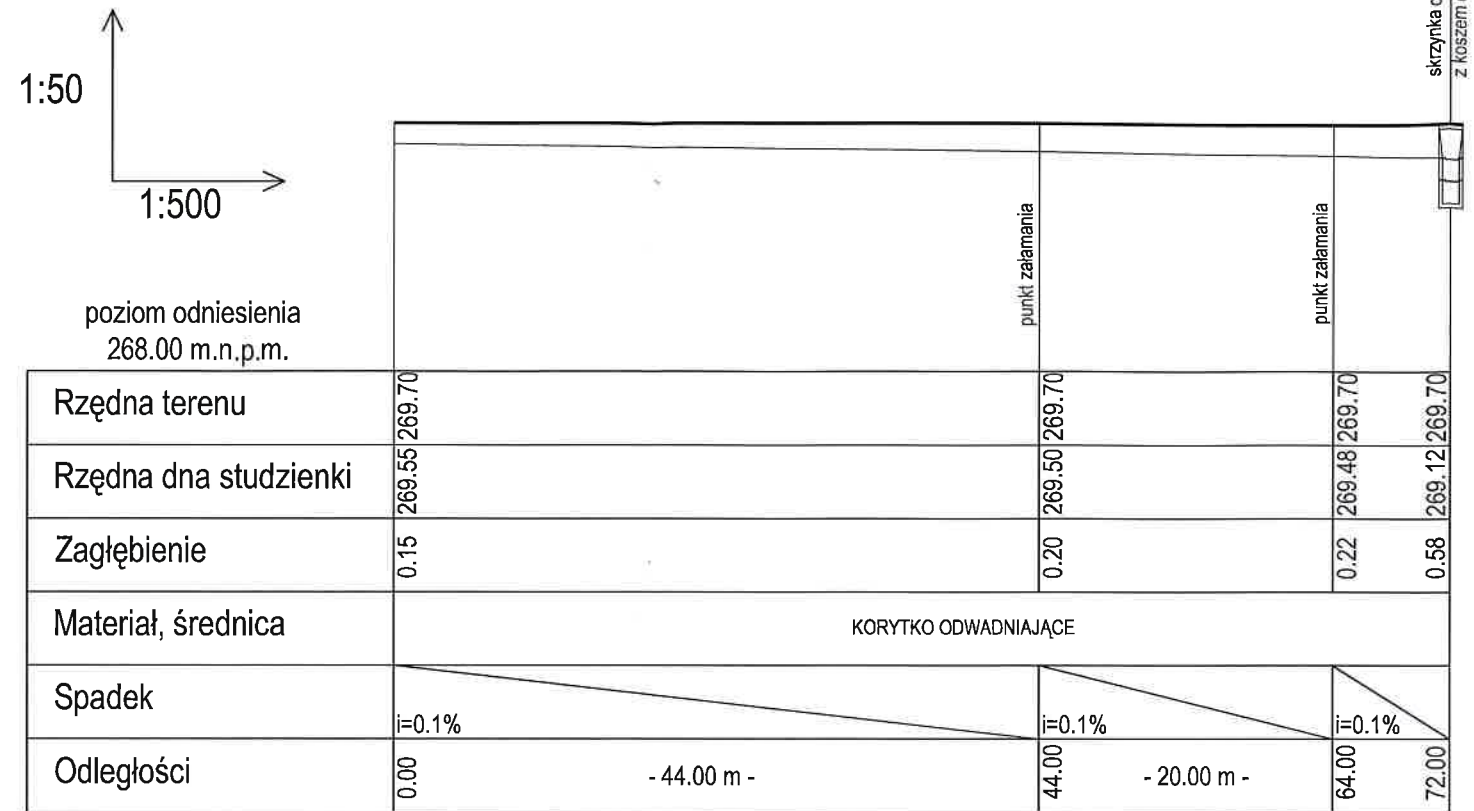 skrzynka
z koszem
1:50
1:500
punkt załamania
punkt załamania
poziom odniesienia
268.00 m.n.p.m.
Rzędna terenu 269.70 269.70 269.70 269.70
Rzędna dna studzienki 269.55 269.50 269.48 269.12
Zagłębienie 0.15 0.20 0.22 0.58
Materiał, średnica KORYTKO ODWADNIAJĄCE
Spadek i=0.1% i=0.1% i=0.1%
Odległości 0.00 - 44.00 m - 44.00 - 20.00 m - 64.00 72.00